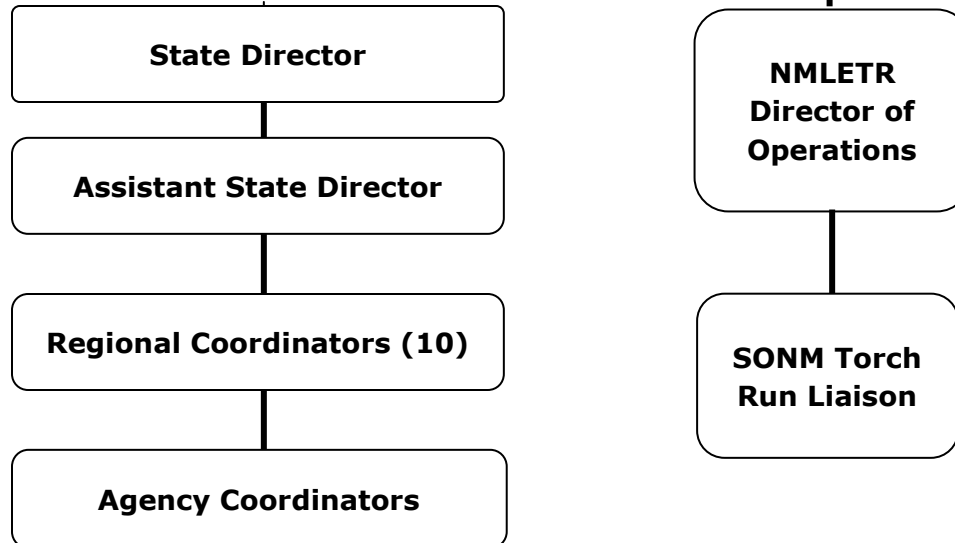 State Director
Assistant State Director
Regional Coordinators (10)
Agency Coordinators
NMLETR
Director of
Operations
SONM Torch
Run Liaison